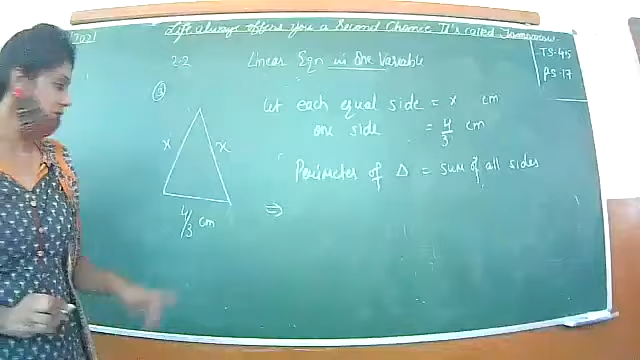 2021
Life always offers you a Second Chance It's called Tomorrow
TS-45
PS-17
2.2 Linear Eqn in One Variable
③
Let each equal side = x cm
one side = 4/3 cm
x x
Perimeter of Δ = sum of all sides
⇒
4/3 cm